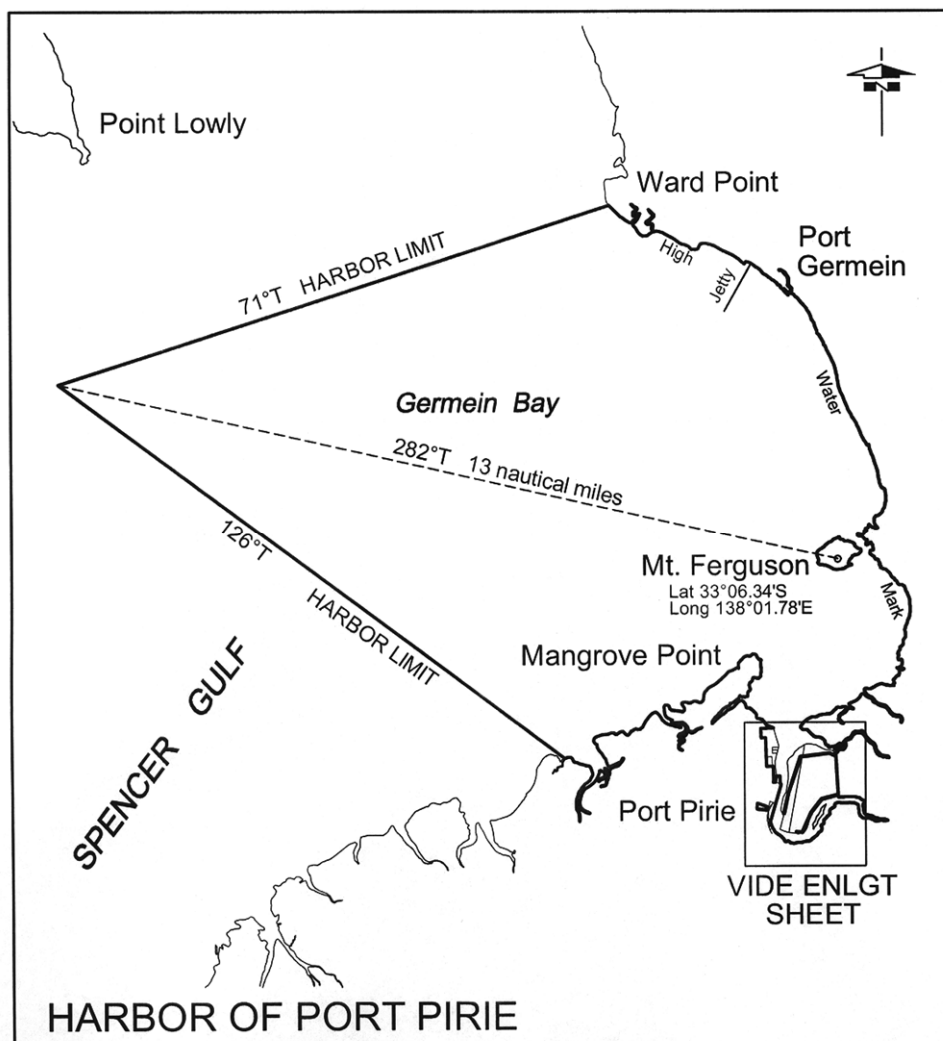 Point Lowly
N
Ward Point
Port
Germein
High
Jetty
71°T HARBOR LIMIT
Water
Germein Bay
282°T 13 nautical miles
126°T
HARBOR LIMIT
Mt. Ferguson
Lat 33°06.34'S
Long 138°01.78'E
Mark
Mangrove Point
SPENCER GULF
Port Pirie
VIDE ENLGT
SHEET
HARBOR OF PORT PIRIE